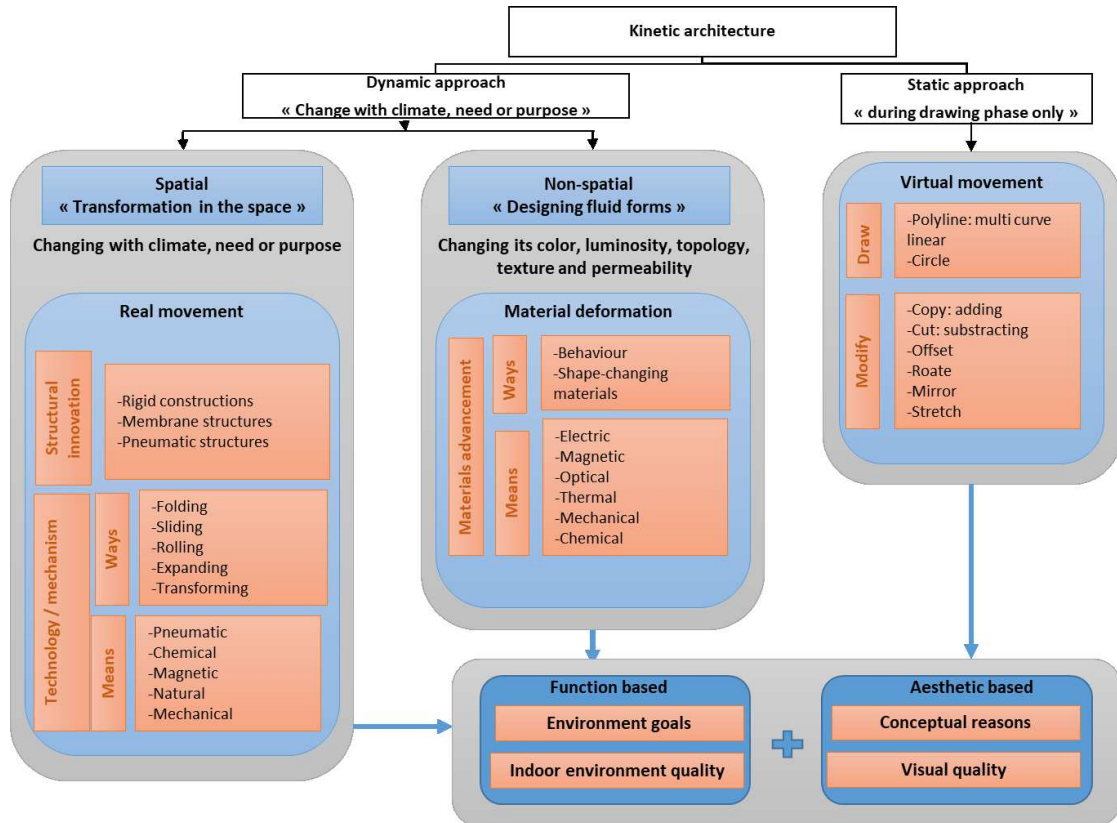 Kinetic architecture
Dynamic approach
« Change with climate, need or purpose »
Static approach
« during drawing phase only »
Spatial
« Transformation in the space »
Changing with climate, need or purpose
Real movement
Structural
innovation
-Rigid constructions
-Membrane structures
-Pneumatic structures
Technology / mechanism
Ways
-Folding
-Sliding
-Rolling
-Expanding
-Transforming
Means
-Pneumatic
-Chemical
-Magnetic
-Natural
-Mechanical
Non-spatial
« Designing fluid forms »
Changing its color, luminosity, topology,
texture and permeability
Material deformation
Materials advancement
Ways
-Behaviour
-Shape-changing
materials
Means
-Electric
-Magnetic
-Optical
-Thermal
-Mechanical
-Chemical
Virtual movement
Draw
-Polyline: multi curve
linear
-Circle
Modify
-Copy: adding
-Cut: substracting
-Offset
-Roate
-Mirror
-Stretch
Function based
Environment goals
Indoor environment quality
Aesthetic based
Conceptual reasons
Visual quality